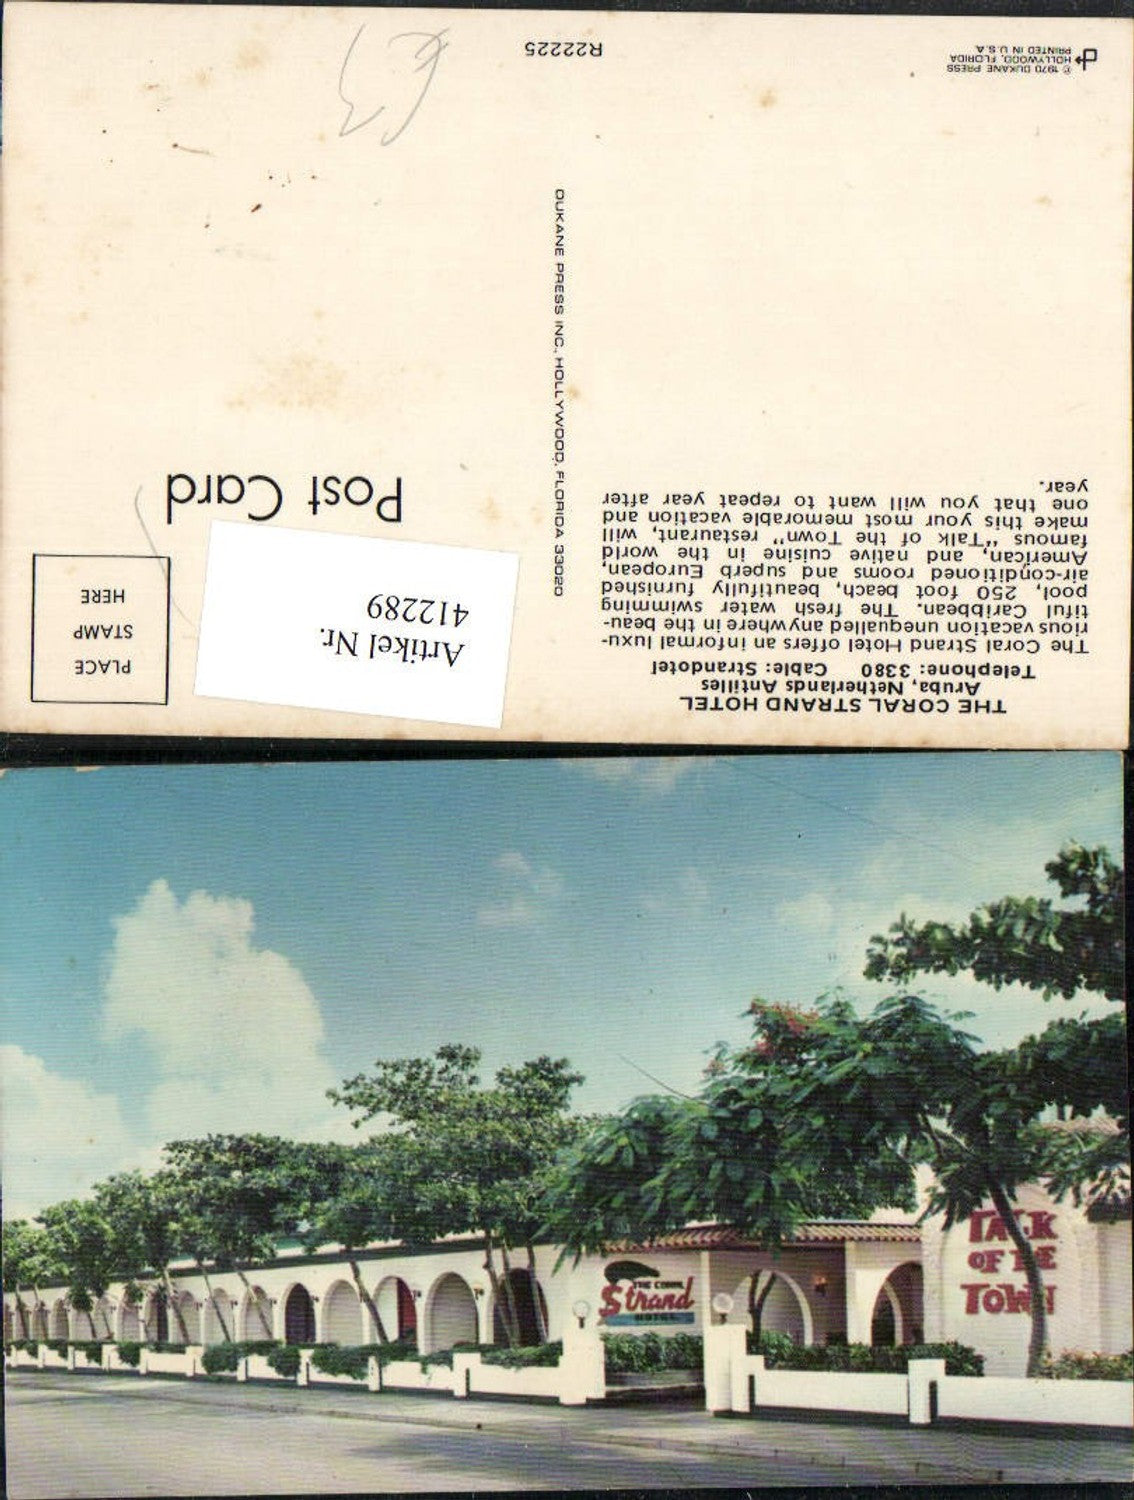 THE CORAL STRAND HOTEL
Aruba, Netherlands Antilles
Telephone: 3380 Cable: Strandotel
The Coral Strand Hotel offers an informal luxu-
rious vacation unequalled anywhere in the beau-
tiful Caribbean. The fresh water swimming
pool, 250 foot beach, beautifully furnished
air-conditioned rooms and superb European,
American, and native cuisine in the world
famous "Talk of the Town" restaurant, will
make this your most memorable vacation and
one that you will want to repeat year after
year.
© 1970 DUKANE PRESS
HOLLYWOOD, FLORIDA
PRINTED IN U.S.A.
R22225
DUKANE PRESS INC., HOLLYWOOD, FLORIDA 33020
Post Card
PLACE
STAMP
HERE
Artikel Nr.
412289
THE CORAL
Strand
HOTEL
TALK
OF THE
TOWN